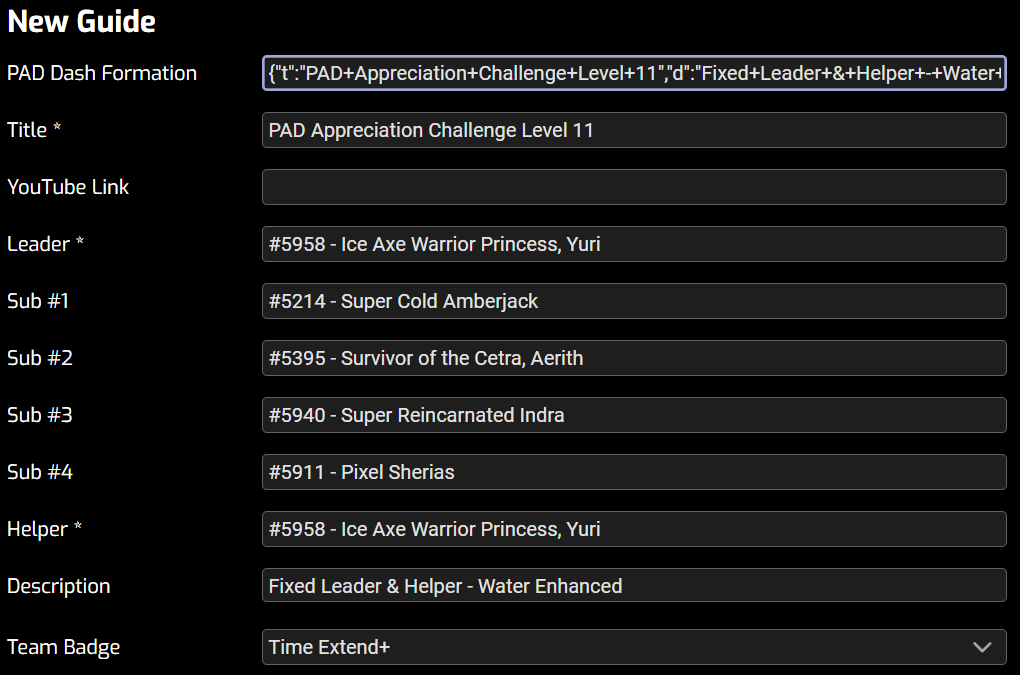 New Guide
PAD Dash Formation {"t":"PAD+Appreciation+Challenge+Level+11","d":"Fixed+Leader+&+Helper+-+Water+
Title * PAD Appreciation Challenge Level 11
YouTube Link
Leader * #5958 - Ice Axe Warrior Princess, Yuri
Sub #1 #5214 - Super Cold Amberjack
Sub #2 #5395 - Survivor of the Cetra, Aerith
Sub #3 #5940 - Super Reincarnated Indra
Sub #4 #5911 - Pixel Sherias
Helper * #5958 - Ice Axe Warrior Princess, Yuri
Description Fixed Leader & Helper - Water Enhanced
Team Badge Time Extend+